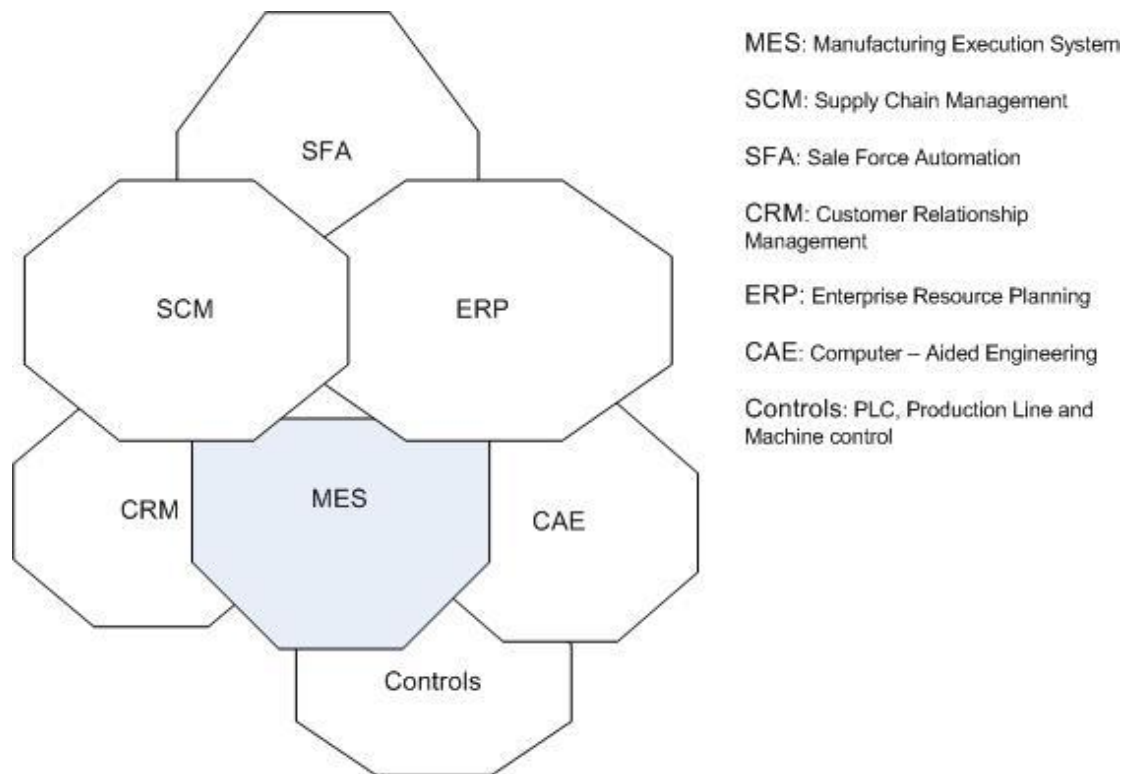 SFA
SCM
ERP
CRM
MES
CAE
Controls
MES: Manufacturing Execution System
SCM: Supply Chain Management
SFA: Sale Force Automation
CRM: Customer Relationship
Management
ERP: Enterprise Resource Planning
CAE: Computer – Aided Engineering
Controls: PLC, Production Line and
Machine control